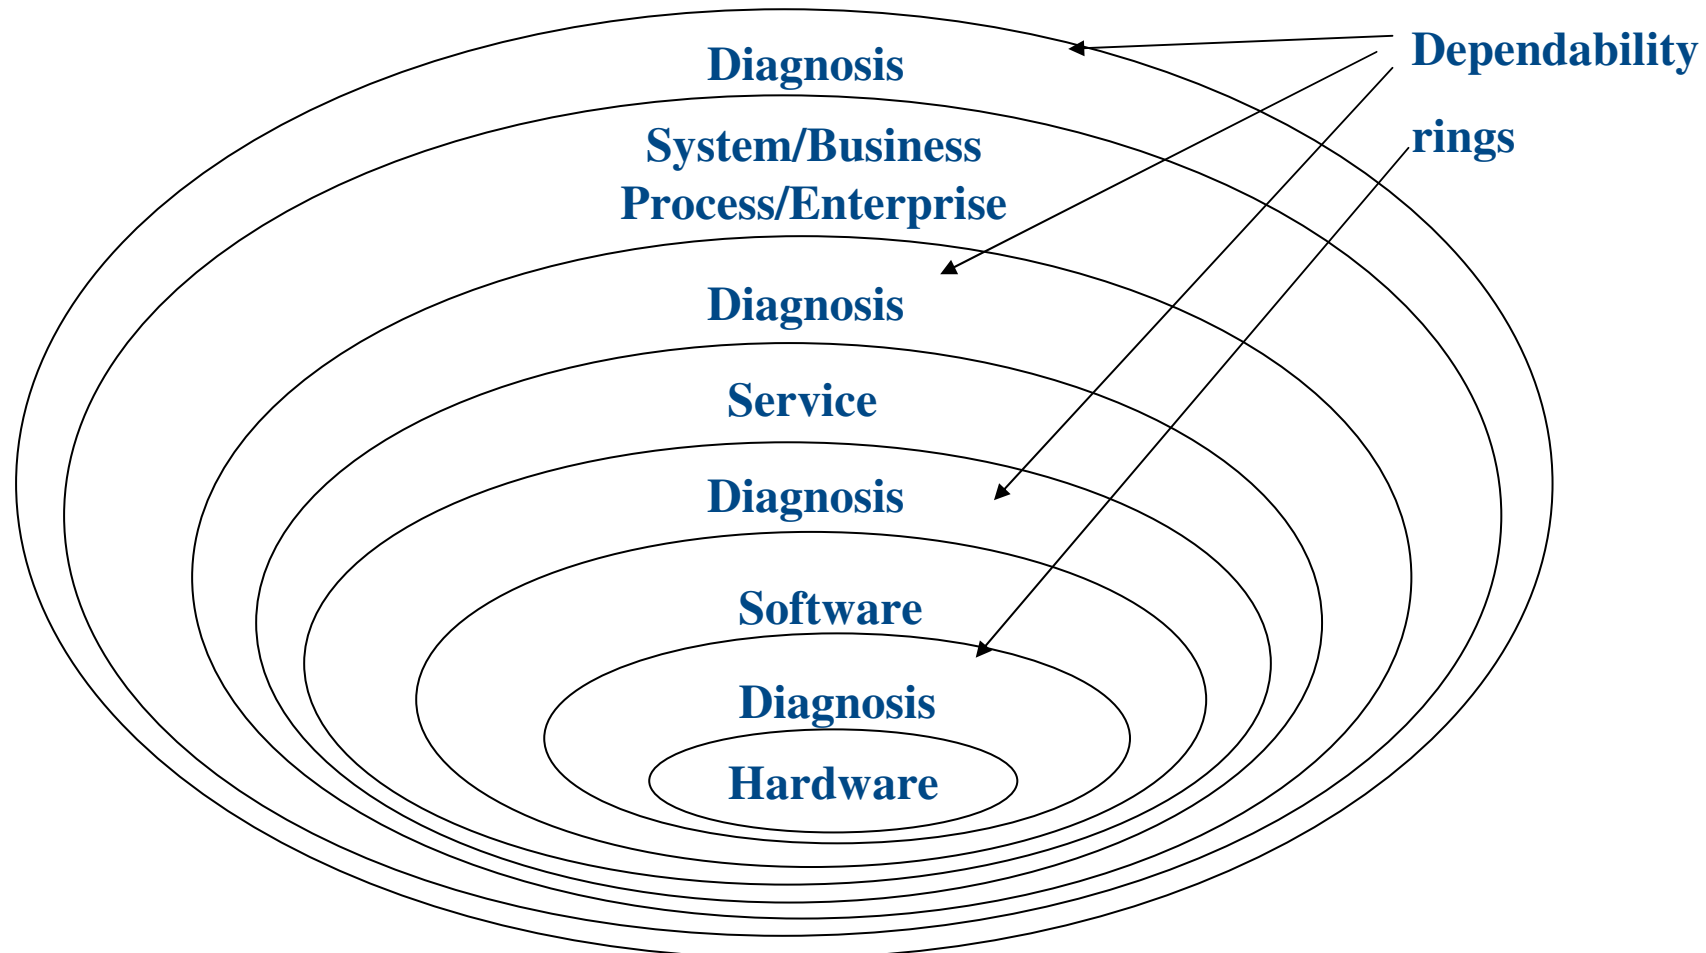 Diagnosis
Dependability
rings
System/Business
Process/Enterprise
Diagnosis
Service
Diagnosis
Software
Diagnosis
Hardware